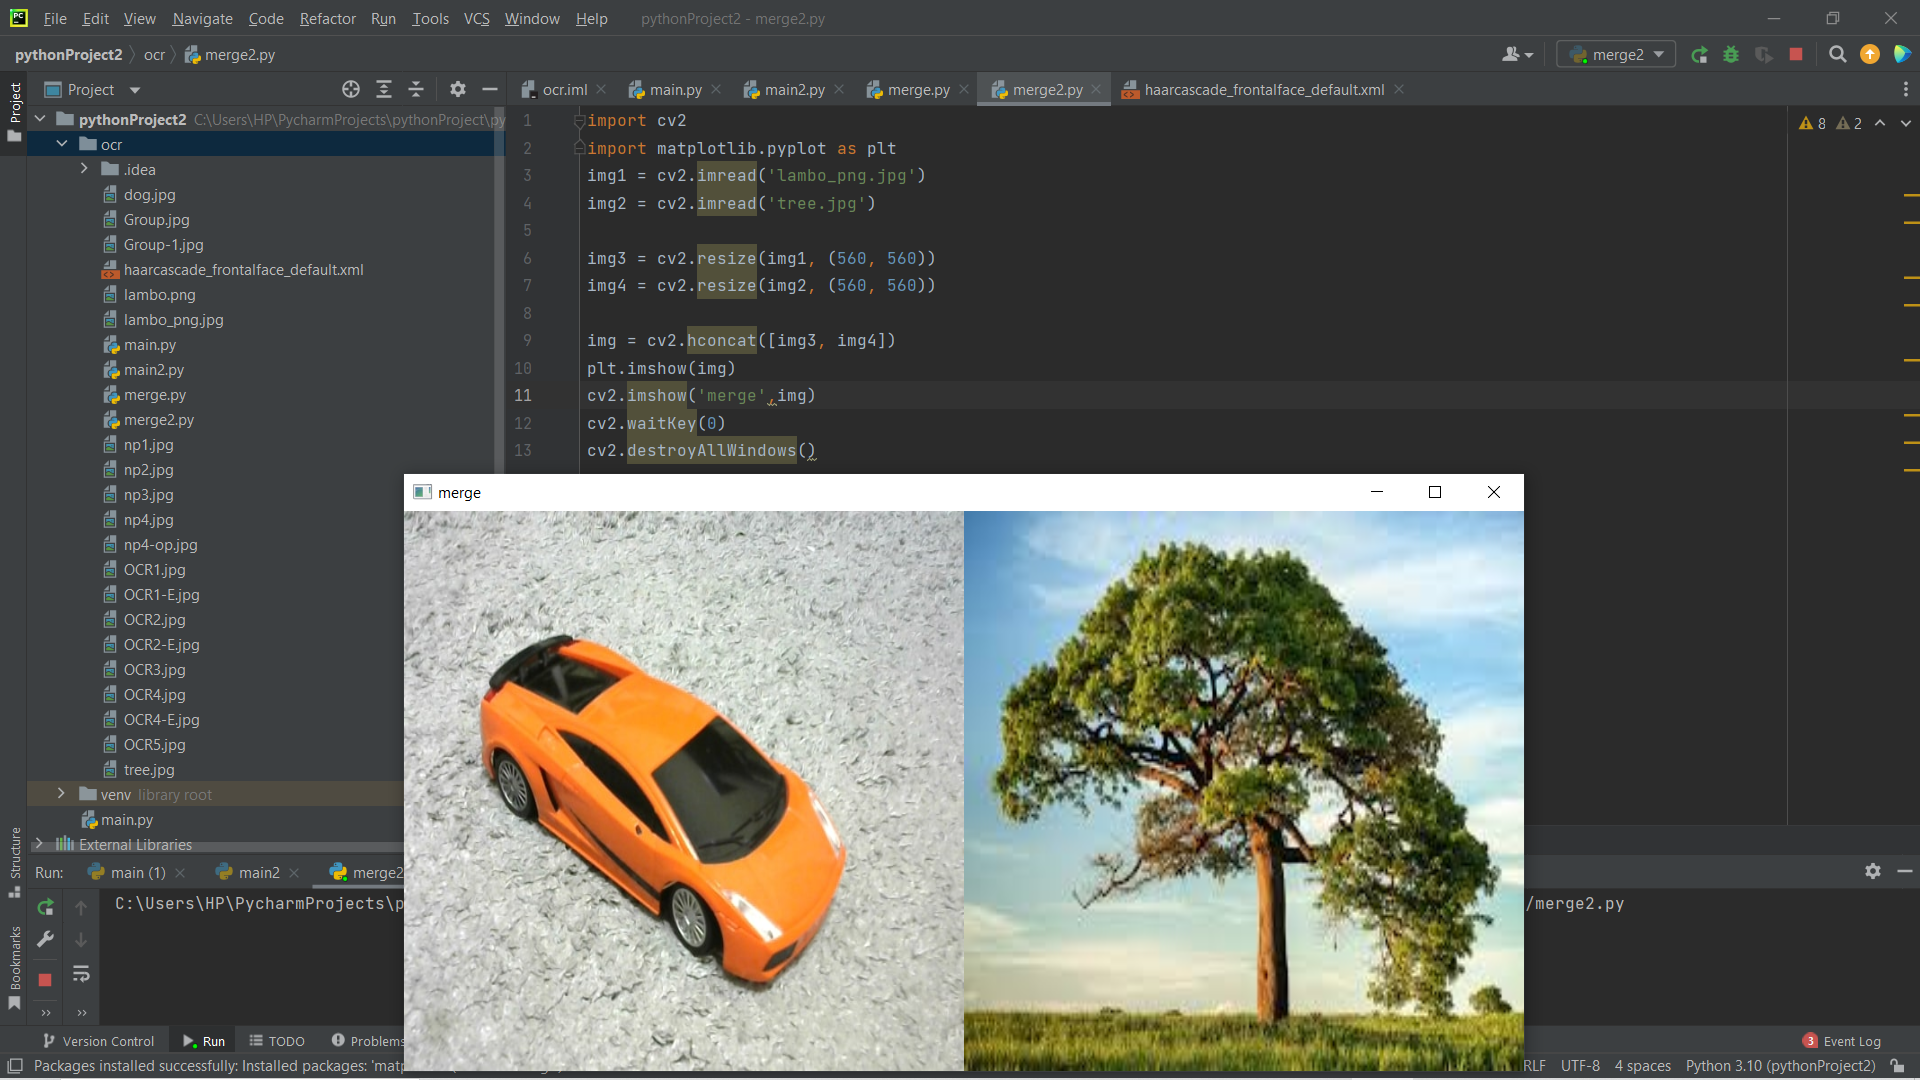 File Edit View Navigate Code Refactor Run Tools VCS Window Help pythonProject2 - merge2.py
pythonProject2 ocr merge2.py
merge2
Project
Project
ocr.iml main.py main2.py merge.py merge2.py haarcascade_frontalface_default.xml
pythonProject2 C:\Users\HP\PycharmProjects\pythonProject\py
ocr
.idea
dog.jpg
Group.jpg
Group-1.jpg
haarcascade_frontalface_default.xml
lambo.png
lambo_png.jpg
main.py
main2.py
merge.py
merge2.py
np1.jpg
np2.jpg
np3.jpg
np4.jpg
np4-op.jpg
OCR1.jpg
OCR1-E.jpg
OCR2.jpg
OCR2-E.jpg
OCR3.jpg
OCR4.jpg
OCR4-E.jpg
OCR5.jpg
tree.jpg
venv library root
main.py
External Libraries
8 2
1 import cv2
2 import matplotlib.pyplot as plt
3 img1 = cv2.imread('lambo_png.jpg')
4 img2 = cv2.imread('tree.jpg')
5
6 img3 = cv2.resize(img1, (560, 560))
7 img4 = cv2.resize(img2, (560, 560))
8
9 img = cv2.hconcat([img3, img4])
10 plt.imshow(img)
11 cv2.imshow('merge',img)
12 cv2.waitKey(0)
13 cv2.destroyAllWindows()
merge
Structure
Bookmarks
Run: main (1) main2 merge2
C:\Users\HP\PycharmProjects\p
/merge2.py
Version Control Run TODO Problems
3 Event Log
Packages installed successfully: Installed packages: 'matp
RLF UTF-8 4 spaces Python 3.10 (pythonProject2)